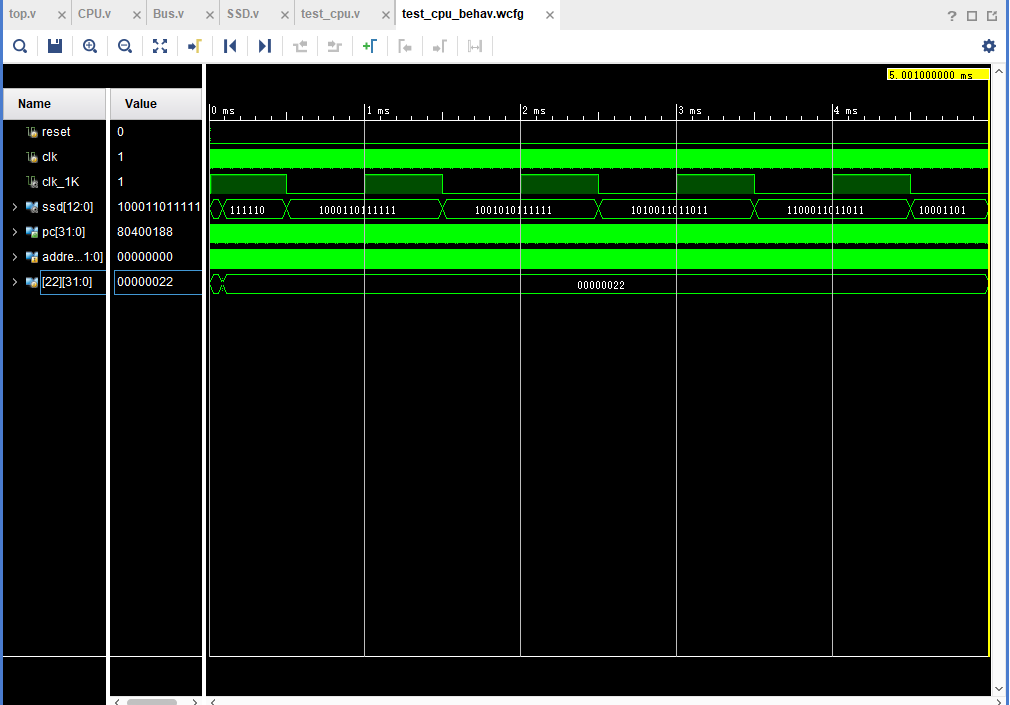 top.v CPU.v Bus.v SSD.v test_cpu.v test_cpu_behav.wcfg
5.001000000 ms
Name Value
0 ms 1 ms 2 ms 3 ms 4 ms
reset 0
clk 1
clk_1K 1
ssd[12:0] 100011011111 111110 1000110111111 1001010111111 1010011011011 1100011011011 10001101
pc[31:0] 80400188
addre...1:0] 00000000
[22][31:0] 00000022 00000022